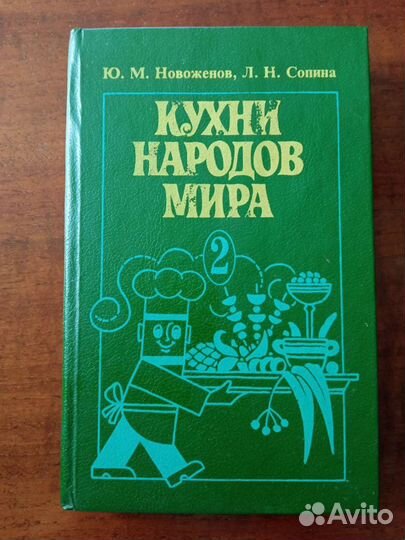 Ю. М. Новоженов, Л. Н. Сопина
КУХНИ
НАРОДОВ
МИРА
2
Avito